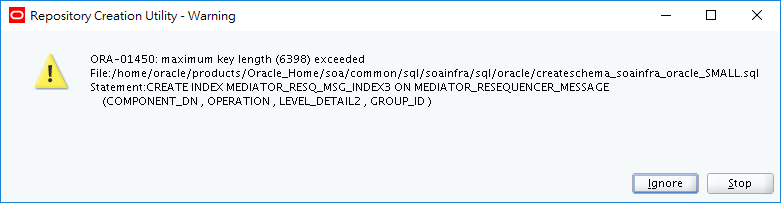 Repository Creation Utility - Warning
ORA-01450: maximum key length (6398) exceeded
File:/home/oracle/products/Oracle_Home/soa/common/sql/soainfra/sql/oracle/createschema_soainfra_oracle_SMALL.sql
Statement:CREATE INDEX MEDIATOR_RESQ_MSG_INDEX3 ON MEDIATOR_RESEQUENCER_MESSAGE
(COMPONENT_DN , OPERATION , LEVEL_DETAIL2 , GROUP_ID )
Ignore Stop